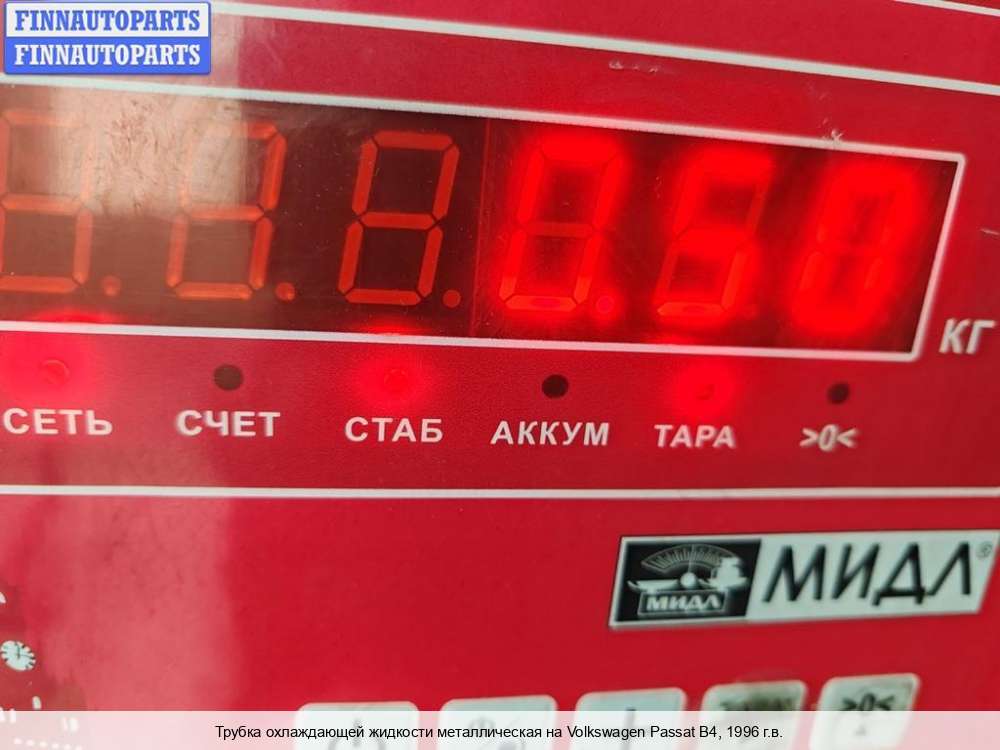 FINNAUTOPARTS
FINNAUTOPARTS
0.60
КГ
СЕТЬ СЧЕТ СТАБ АККУМ ТАРА >0<
МИДЛ МИДЛ®
>0<
Трубка охлаждающей жидкости металлическая на Volkswagen Passat B4, 1996 г.в.